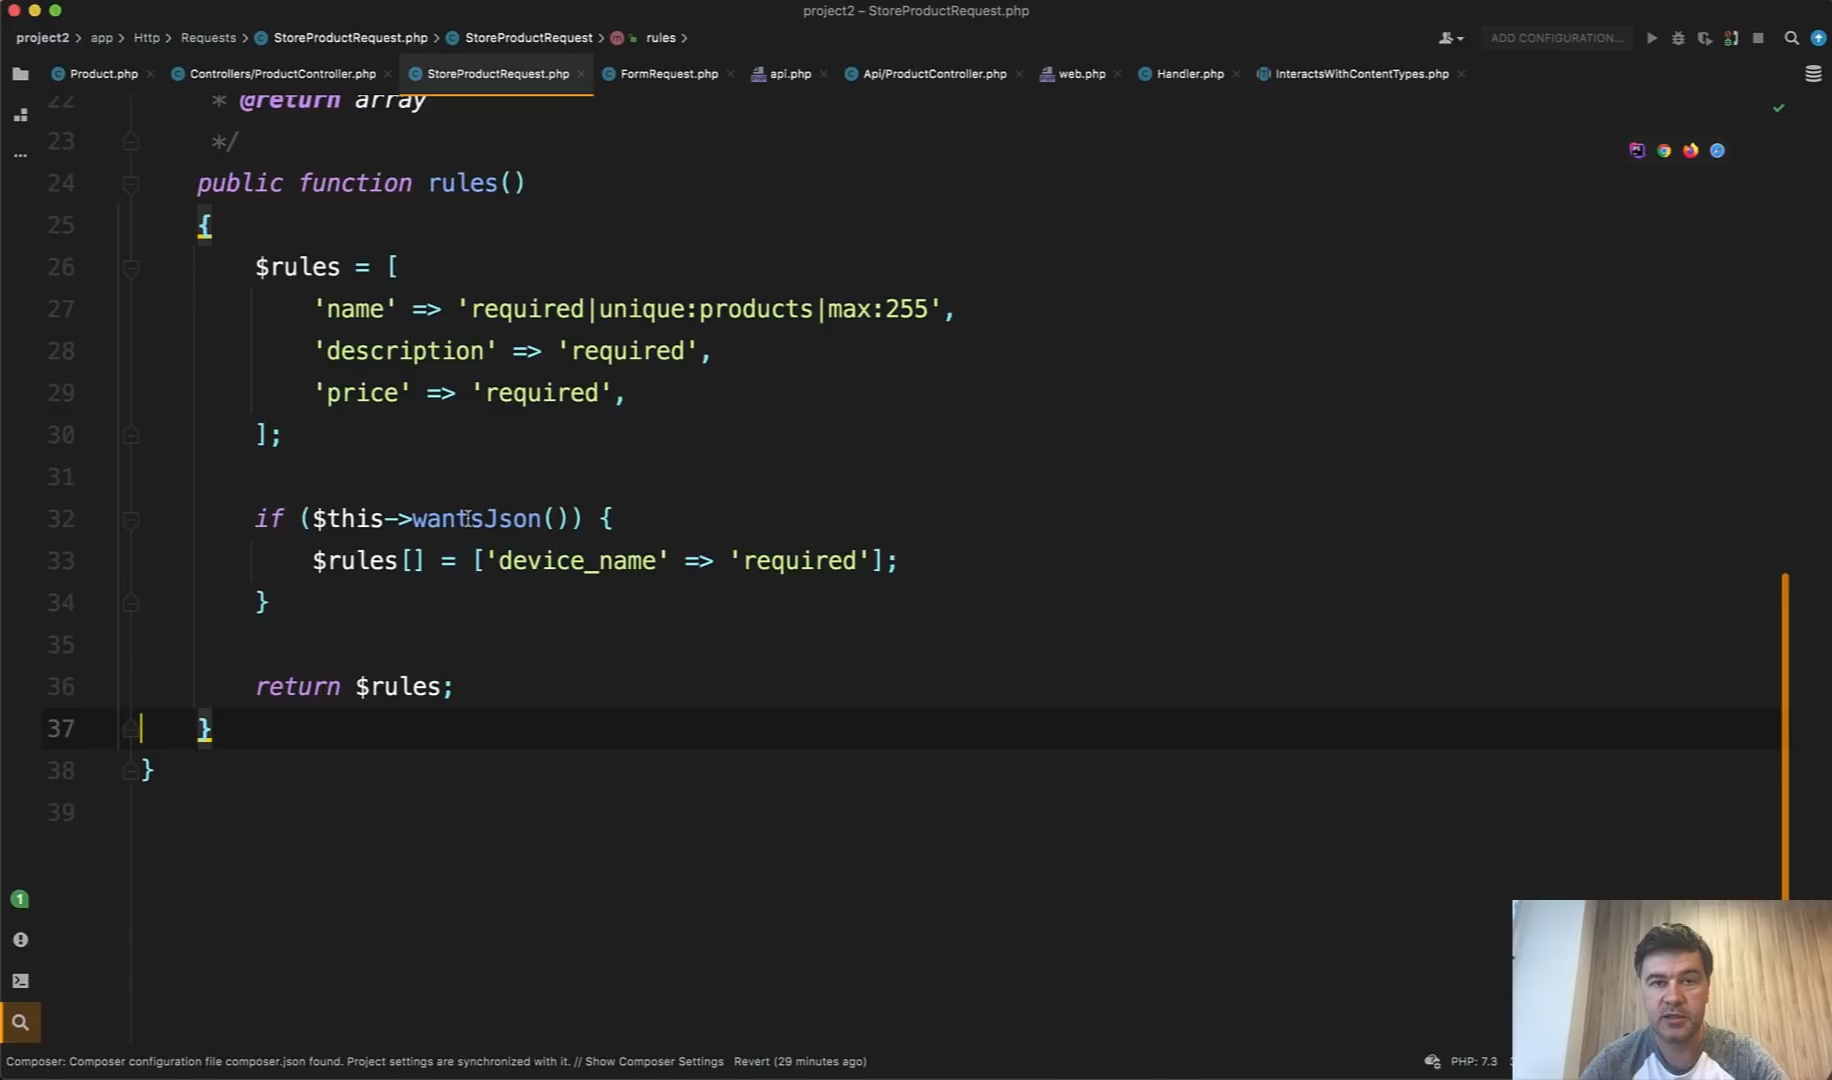 project2 – StoreProductRequest.php
project2 > app > Http > Requests > StoreProductRequest.php > StoreProductRequest > rules >
ADD CONFIGURATION...
Product.php
Controllers/ProductController.php
StoreProductRequest.php
FormRequest.php
api.php
Api/ProductController.php
web.php
Handler.php
InteractsWithContentTypes.php
22 * @return array
23 */
24 public function rules()
25 {
26 $rules = [
27 'name' => 'required|unique:products|max:255',
28 'description' => 'required',
29 'price' => 'required',
30 ];
31
32 if ($this->wantsJson()) {
33 $rules[] = ['device_name' => 'required'];
34 }
35
36 return $rules;
37 }
38 }
39
1
Composer: Composer configuration file composer.json found. Project settings are synchronized with it. // Show Composer Settings Revert (29 minutes ago)
PHP: 7.3